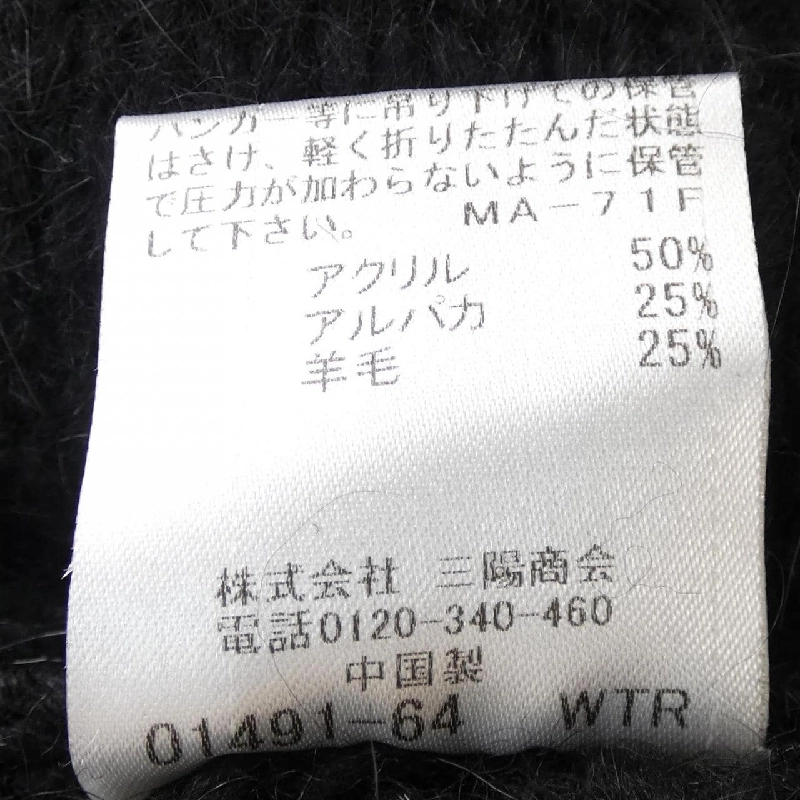 ハンガー等に吊り下げての保管
はさけ、軽く折りたたんだ状態
で圧力が加わらないように保管
して下さい。 MA-71F
アクリル 50%
アルパカ 25%
羊毛 25%
株式会社 三陽商会
電話0120-340-460
中国製
01491-64 WTR